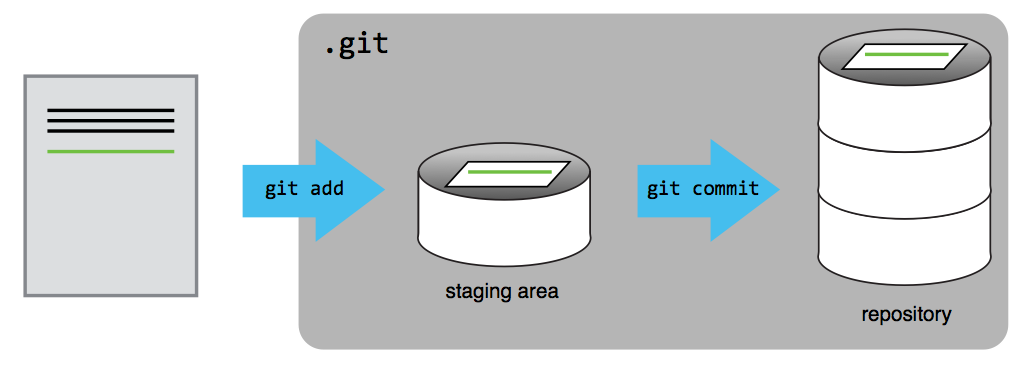 .git
git add
git commit
staging area
repository